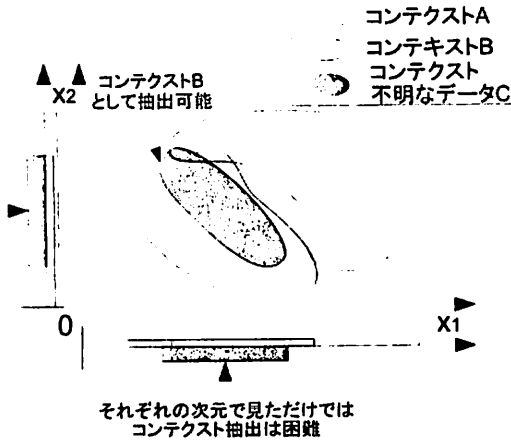 コンテクストA
コンテキストB
コンテクスト
不明なデータC
X2
コンテクストB
として抽出可能
0
X1
それぞれの次元で見ただけでは
コンテクスト抽出は困難